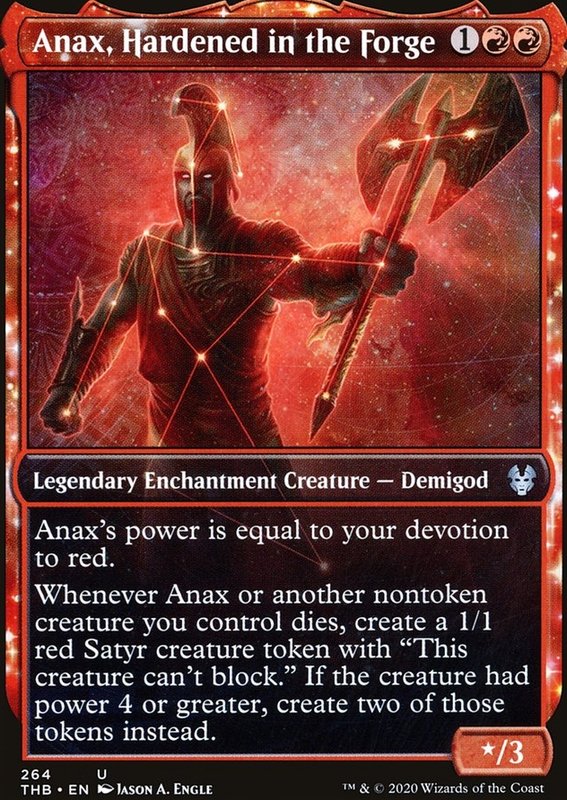 Anax, Hardened in the Forge 1
Legendary Enchantment Creature — Demigod
Anax's power is equal to your devotion
to red.
Whenever Anax or another nontoken
creature you control dies, create a 1/1
red Satyr creature token with “This
creature can't block.” If the creature had
power 4 or greater, create two of those
tokens instead.
*/3
264 U
THB • EN Jason A. Engle ™ & © 2020 Wizards of the Coast